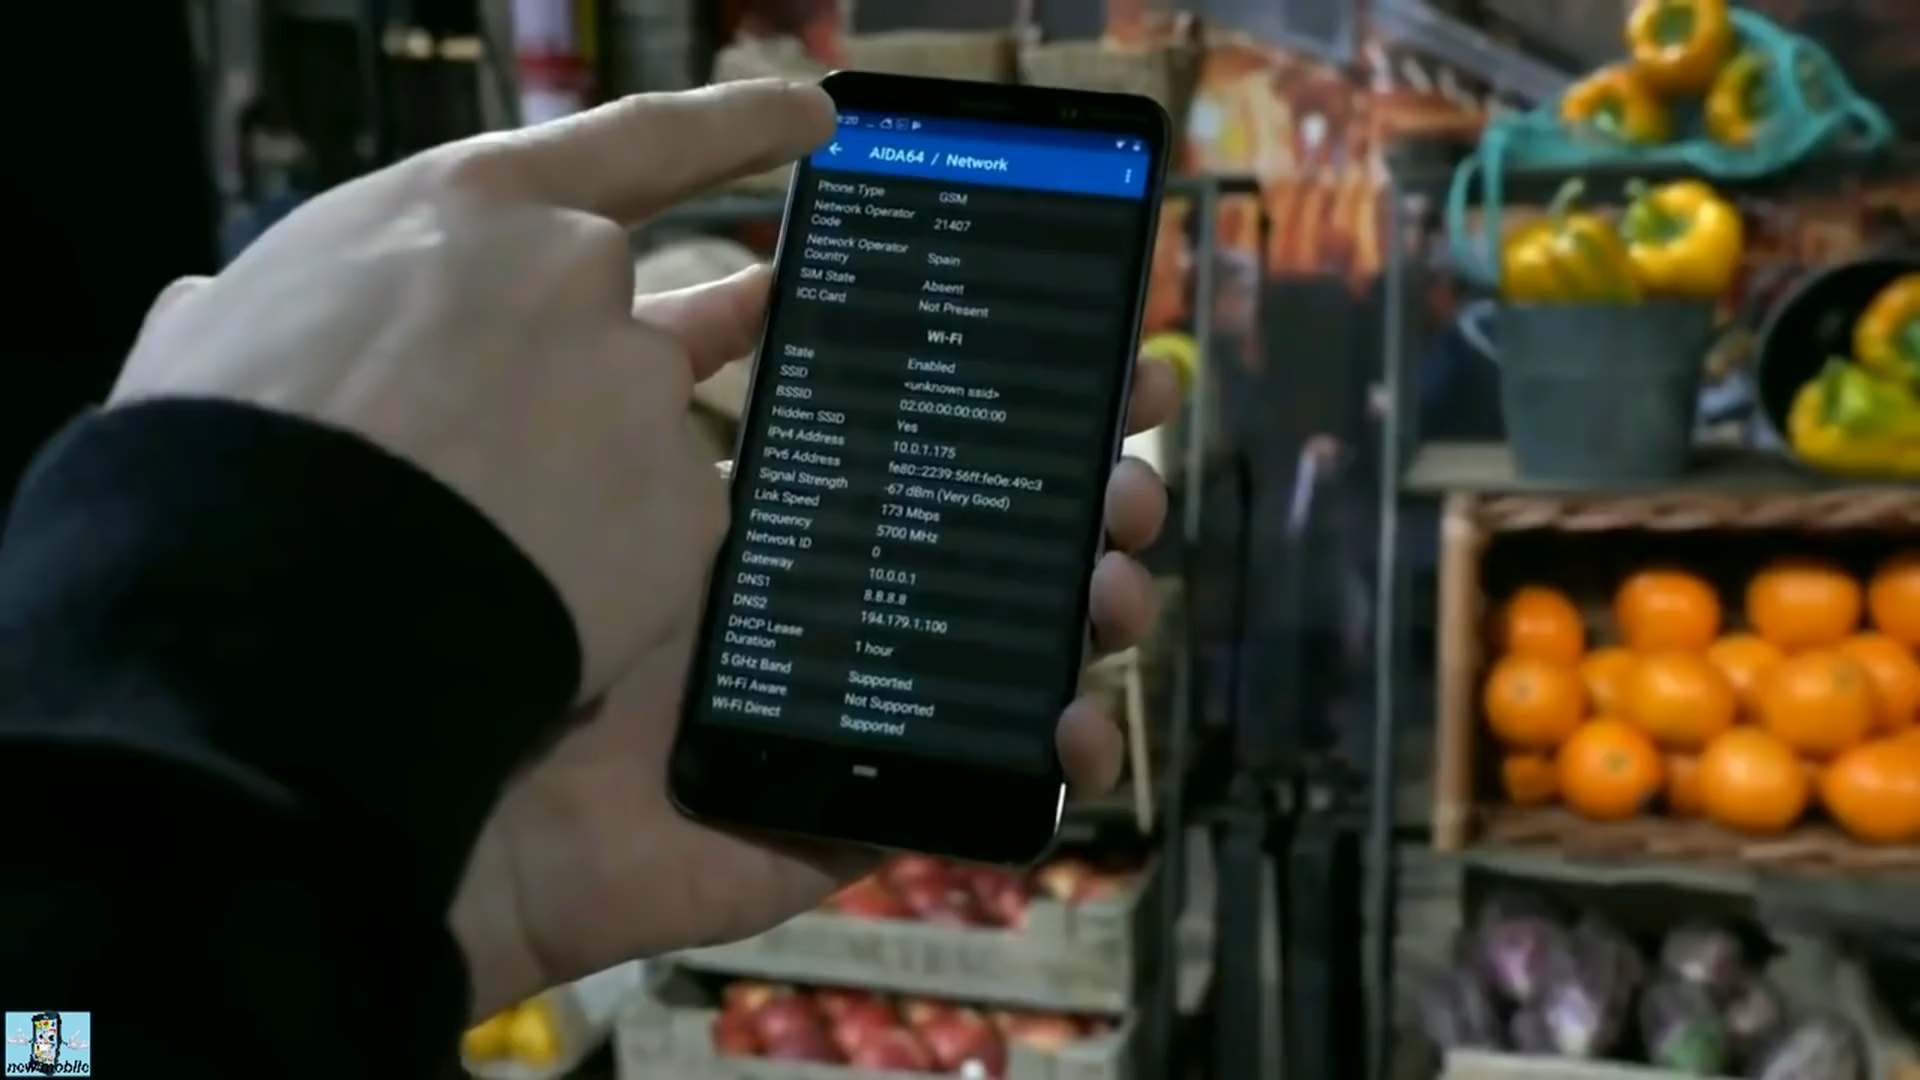 AIDA64 / Network
Phone Type GSM
Network Operator Code 21407
Network Operator Country Spain
SIM State Absent
ICC Card Not Present
Wi-Fi
State Enabled
SSID <unknown ssid>
BSSID 02:00:00:00:00:00
Hidden SSID Yes
IPv4 Address 10.0.1.175
IPv6 Address fe80::2239:56ff:fe0e:49c3
Signal Strength -67 dBm (Very Good)
Link Speed 173 Mbps
Frequency 5700 MHz
Network ID 0
Gateway 10.0.0.1
DNS1 8.8.8.8
DNS2 194.179.1.100
DHCP Lease Duration 1 hour
5 GHz Band Supported
Wi-Fi Aware Not Supported
Wi-Fi Direct Supported
new mobile